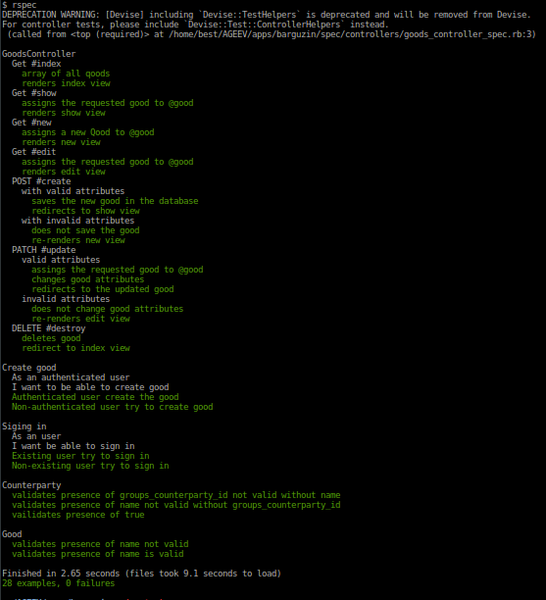 $ rspec
DEPRECATION WARNING: [Devise] including `Devise::TestHelpers` is deprecated and will be removed from Devise.
For controller tests, please include `Devise::Test::ControllerHelpers` instead.
(called from <top (required)> at /home/best/AGEEV/apps/barguzin/spec/controllers/goods_controller_spec.rb:3)
GoodsController
Get #index
array of all qoods
renders index view
Get #show
assigns the requested good to @good
renders show view
Get #new
assigns a new Qood to @good
renders new view
Get #edit
assigns the requested good to @good
renders edit view
POST #create
with valid attributes
saves the new good in the database
redirects to show view
with invalid attributes
does not save the good
re-renders new view
PATCH #update
valid attributes
assings the requested good to @good
changes good attributes
redirects to the updated good
invalid attributes
does not change good attributes
re-renders edit view
DELETE #destroy
deletes good
redirect to index view
Create good
As an authenticated user
I want to be able to create good
Authenticated user create the good
Non-authenticated user try to create good
Siging in
As an user
I want be able to sign in
Existing user try to sign in
Non-existing user try to sign in
Counterparty
validates presence of groups_counterparty_id not valid without name
validates presence of name not valid without groups_counterparty_id
vailidates presence of true
Good
validates presence of name not valid
validates presence of name is valid
Finished in 2.65 seconds (files took 9.1 seconds to load)
28 examples, 0 failures